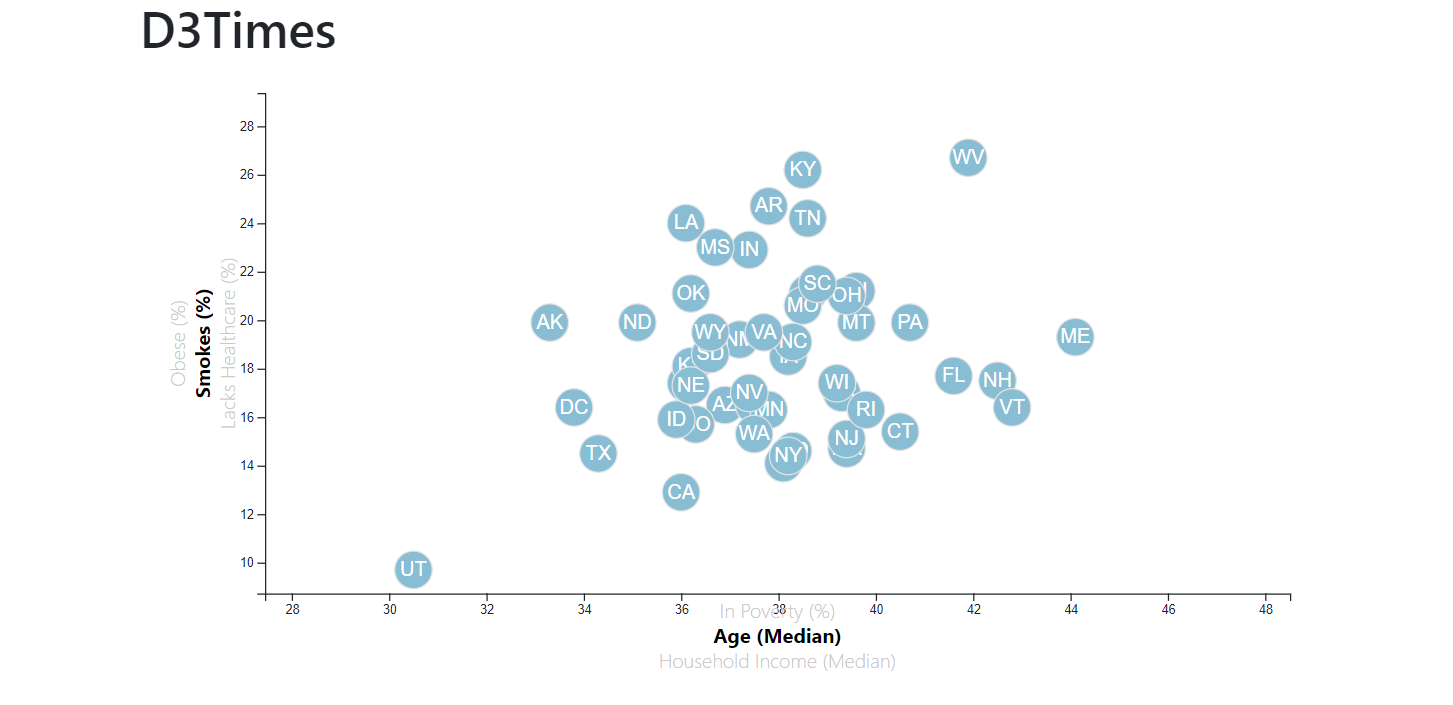 D3Times
28
26
24
22
20
18
16
14
12
10
Obese (%)
Smokes (%)
Lacks Healthcare (%)
WV
KY
AR
TN
LA
MS
IN
OK
SC
OH
MO
AK
ND
WY
NM
VA
NC
MT
PA
ME
SD
NE
NV
AZ
MN
WI
FL
NH
VT
DC
ID
WA
RI
CT
NJ
NY
TX
CA
UT
28
30
32
34
36
38
40
42
44
46
48
In Poverty (%)
Age (Median)
Household Income (Median)